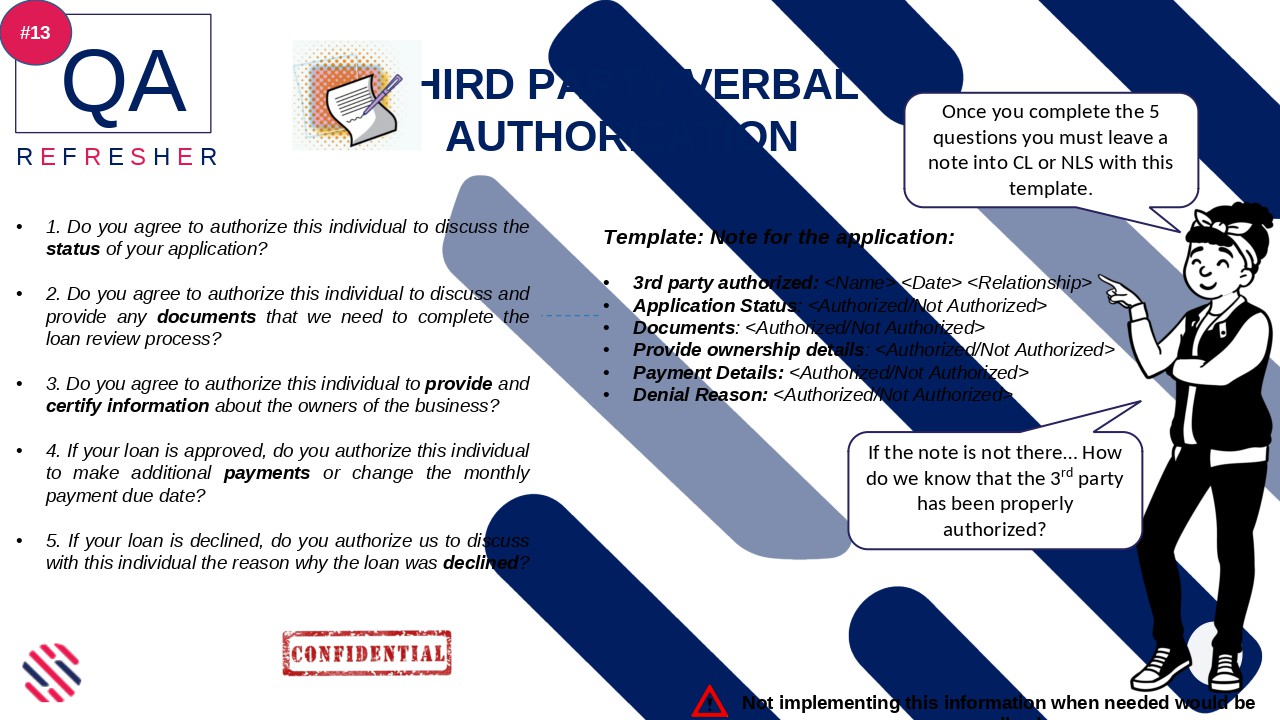 #13
QA
REFRESHER
HIRD PARTY VERBAL
AUTHORIZATION
Once you complete the 5
questions you must leave a
note into CL or NLS with this
template.
• 1. Do you agree to authorize this individual to discuss the
status of your application?
• 2. Do you agree to authorize this individual to discuss and
provide any documents that we need to complete the
loan review process?
• 3. Do you agree to authorize this individual to provide and
certify information about the owners of the business?
• 4. If your loan is approved, do you authorize this individual
to make additional payments or change the monthly
payment due date?
• 5. If your loan is declined, do you authorize us to discuss
with this individual the reason why the loan was declined?
Template: Note for the application:
• 3rd party authorized: <Name> <Date> <Relationship>
• Application Status: <Authorized/Not Authorized>
• Documents: <Authorized/Not Authorized>
• Provide ownership details: <Authorized/Not Authorized>
• Payment Details: <Authorized/Not Authorized>
• Denial Reason: <Authorized/Not Authorized>
If the note is not there... How
do we know that the 3rd party
has been properly
authorized?
CONFIDENTIAL
Not implementing this information when needed would be